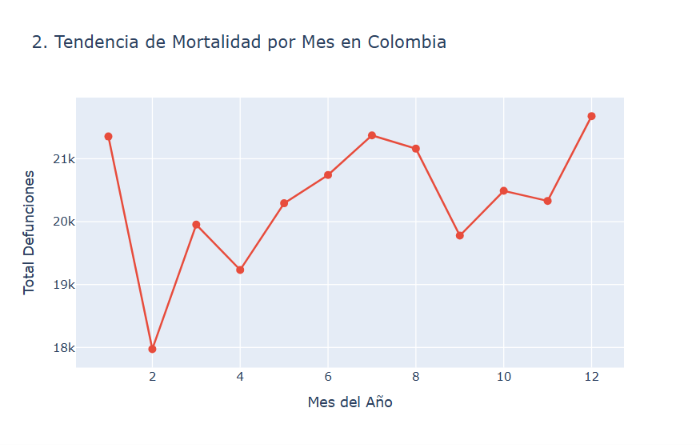 2. Tendencia de Mortalidad por Mes en Colombia
Total Defunciones
21k
20k
19k
18k
2 4 6 8 10 12
Mes del Año